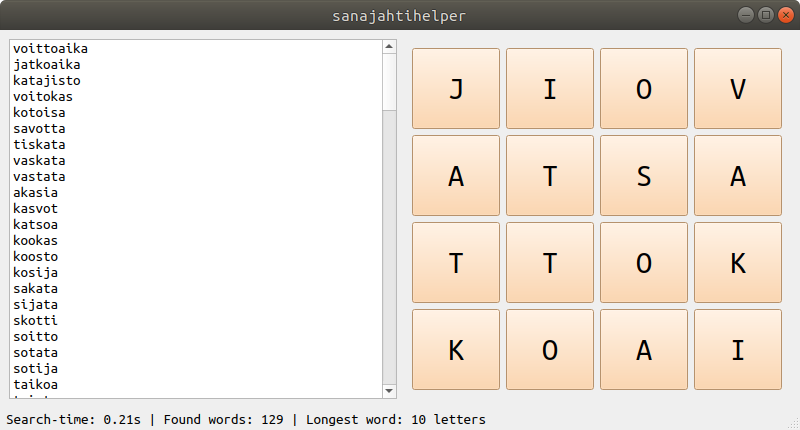 sanajahtihelper
voittoaika
jatkoaika
katajisto
voitokas
kotoisa
savotta
tiskata
vaskata
vastata
akasia
kasvot
katsoa
kookas
koosto
kosija
sakata
sijata
skotti
soitto
sotata
sotija
taikoa
J I O V
A T S A
T T O K
K O A I
Search-time: 0.21s | Found words: 129 | Longest word: 10 letters